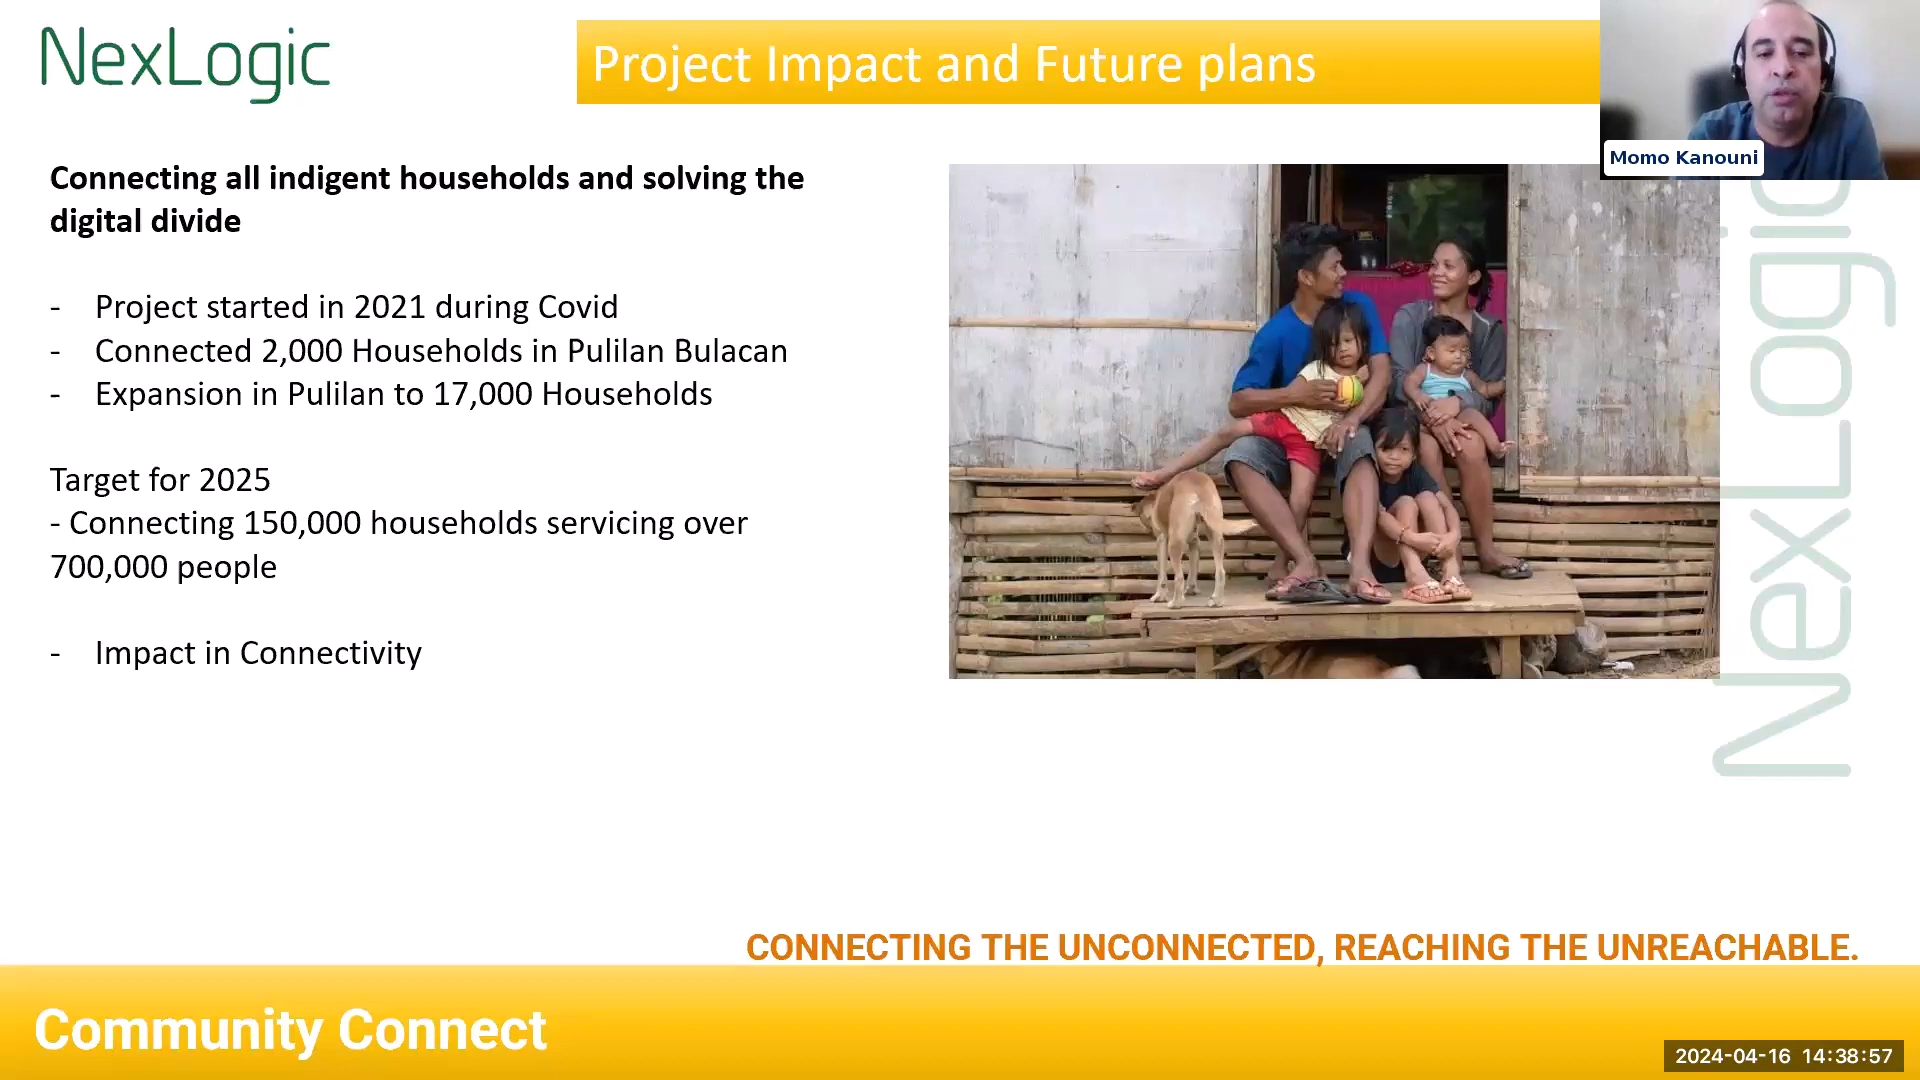 NexLogic
Project Impact and Future plans
Momo Kanouni
Connecting all indigent households and solving the
digital divide
- Project started in 2021 during Covid
- Connected 2,000 Households in Pulilan Bulacan
- Expansion in Pulilan to 17,000 Households
Target for 2025
- Connecting 150,000 households servicing over
700,000 people
- Impact in Connectivity
NexLogic
CONNECTING THE UNCONNECTED, REACHING THE UNREACHABLE.
Community Connect
2024-04-16 14:38:57